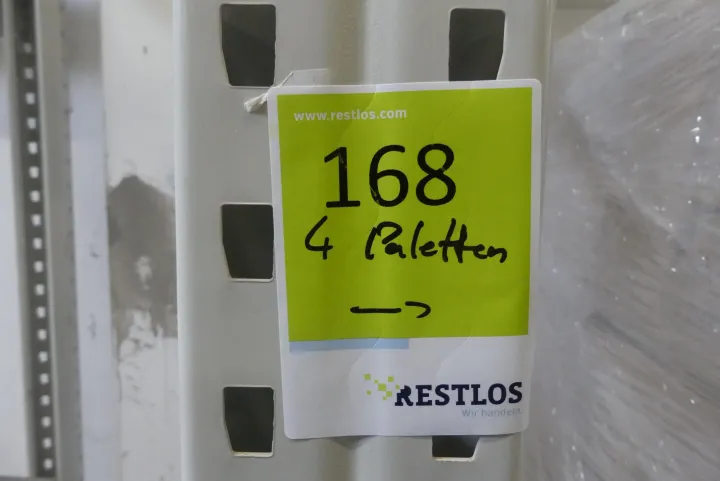 www.restlos.com
168
4 Paletten
RESTLOS
Wir handeln.